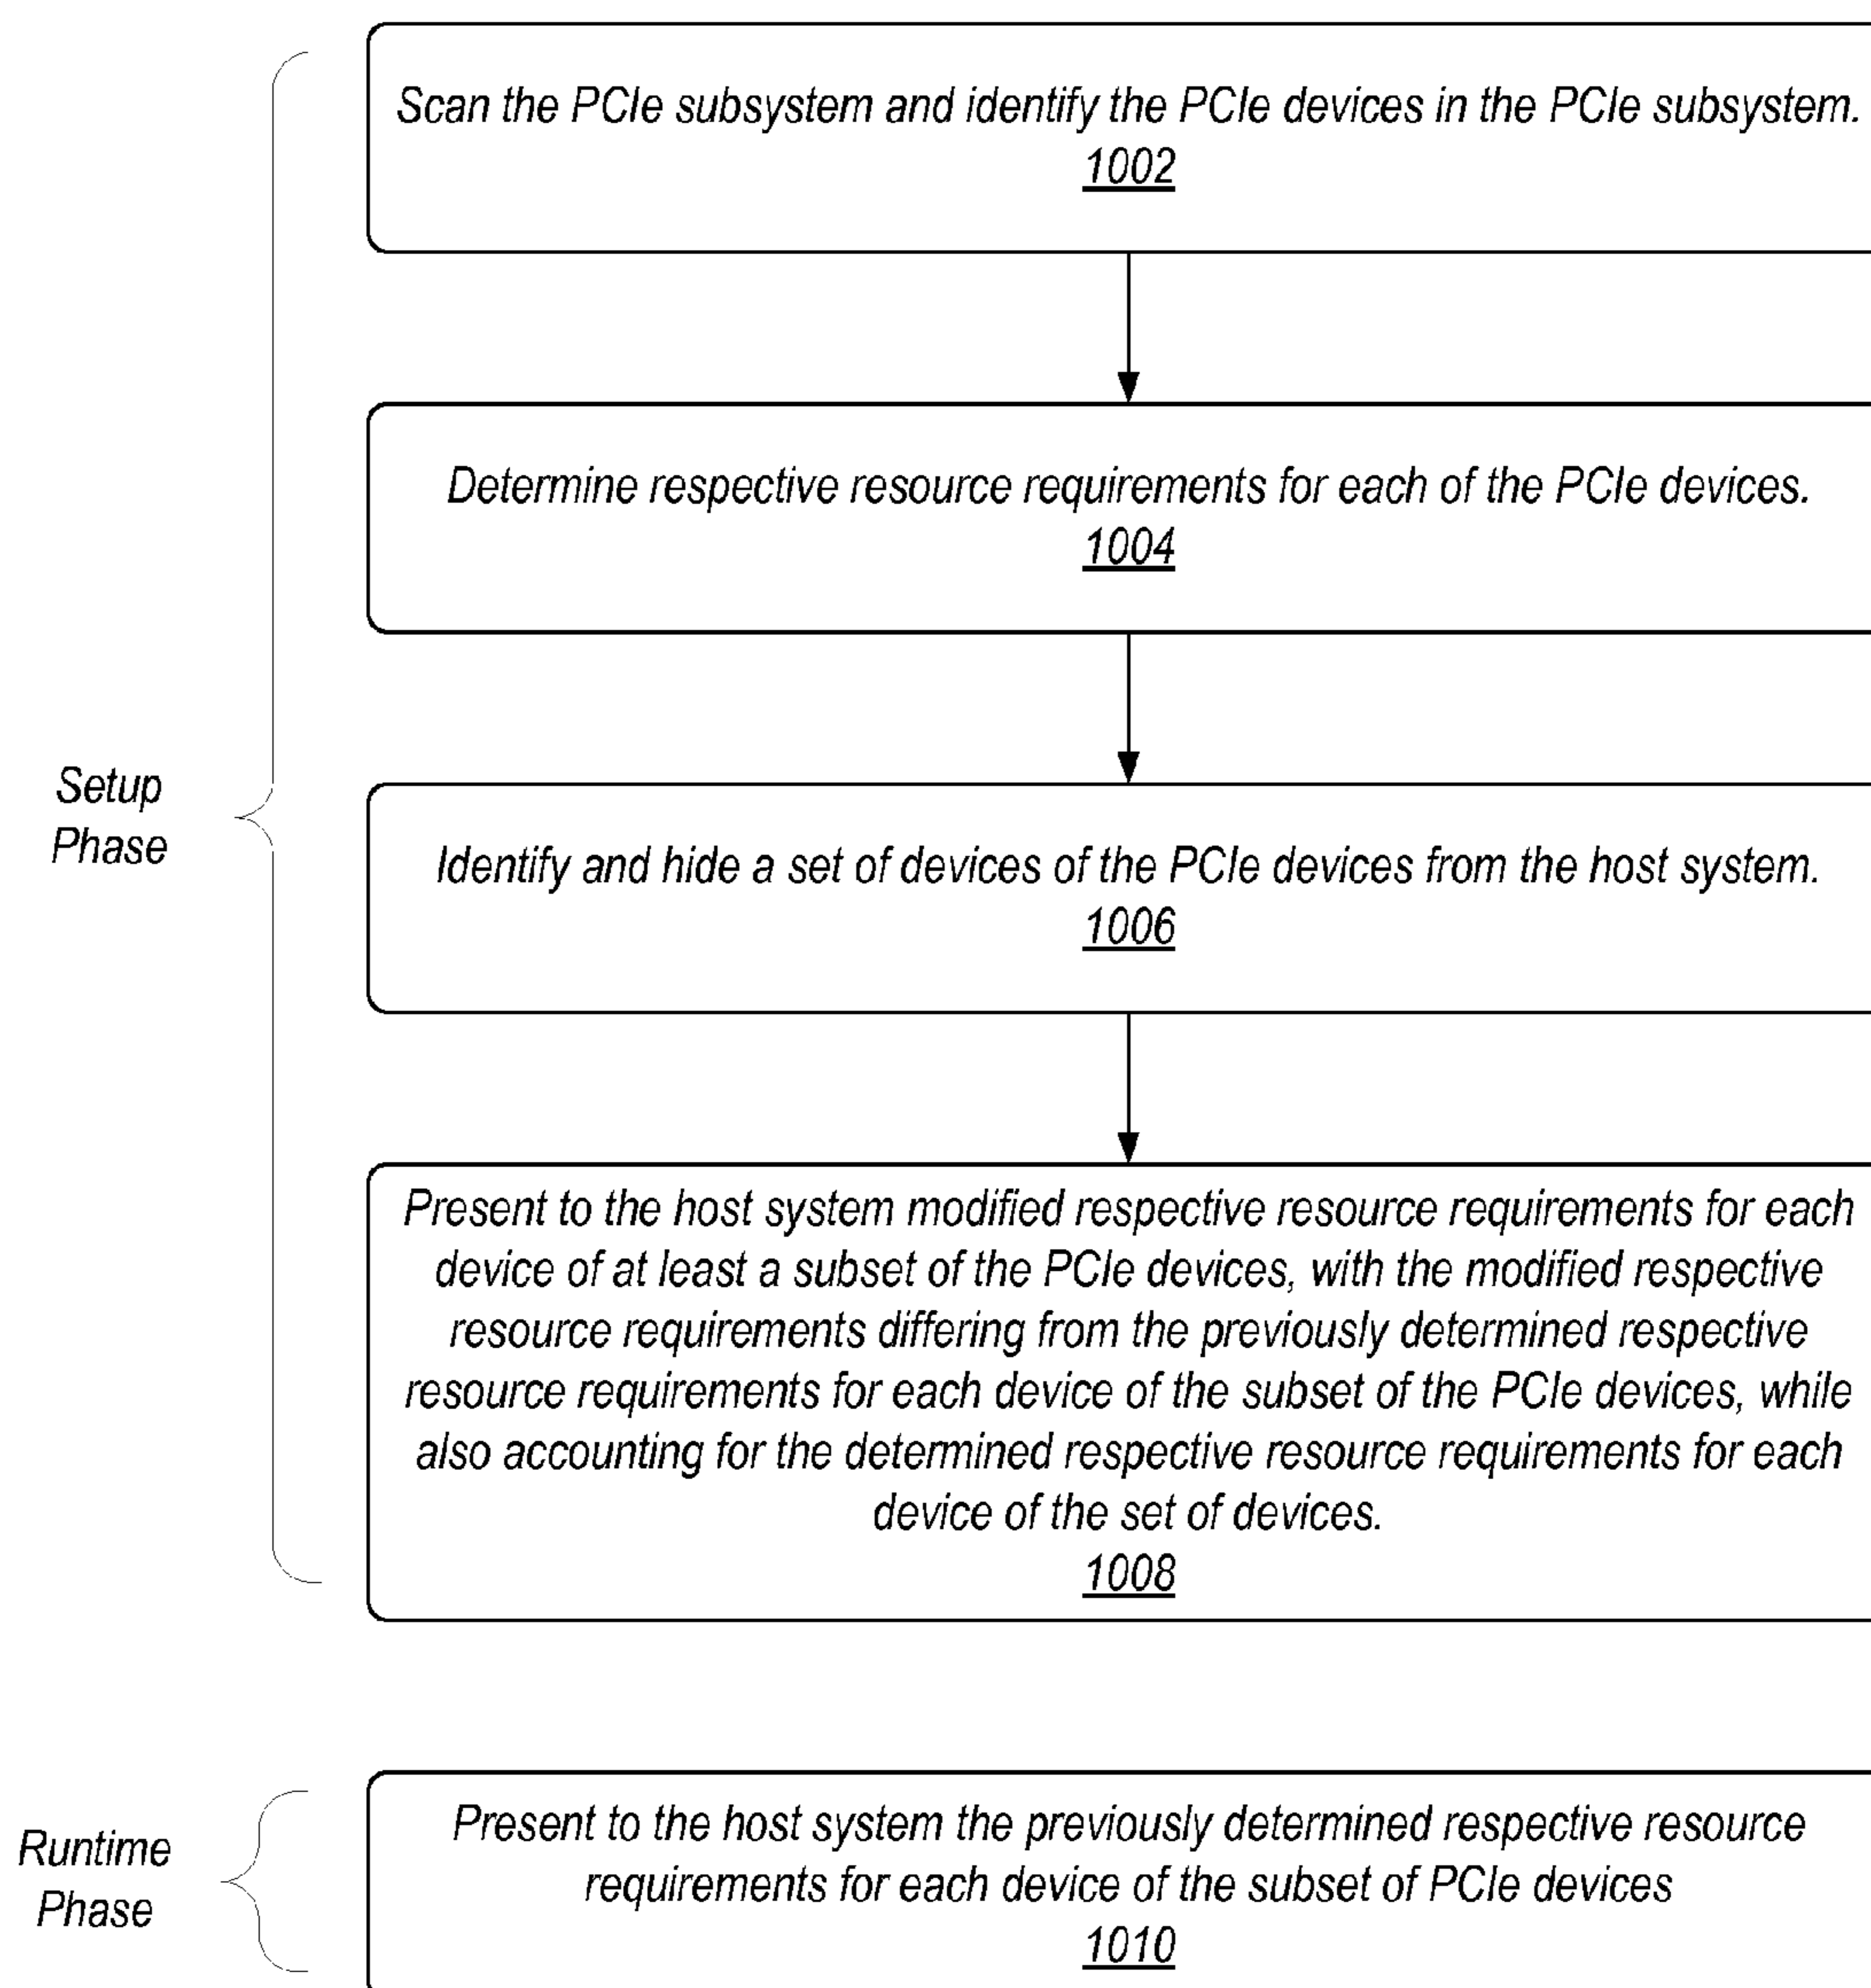 Scan the PCIe subsystem and identify the PCIe devices in the PCIe subsystem.
1002
Determine respective resource requirements for each of the PCIe devices.
1004
Setup
Phase
Identify and hide a set of devices of the PCIe devices from the host system.
1006
Present to the host system modified respective resource requirements for each
device of at least a subset of the PCIe devices, with the modified respective
resource requirements differing from the previously determined respective
resource requirements for each device of the subset of the PCIe devices, while
also accounting for the determined respective resource requirements for each
device of the set of devices.
1008
Runtime
Phase
Present to the host system the previously determined respective resource
requirements for each device of the subset of PCIe devices
1010